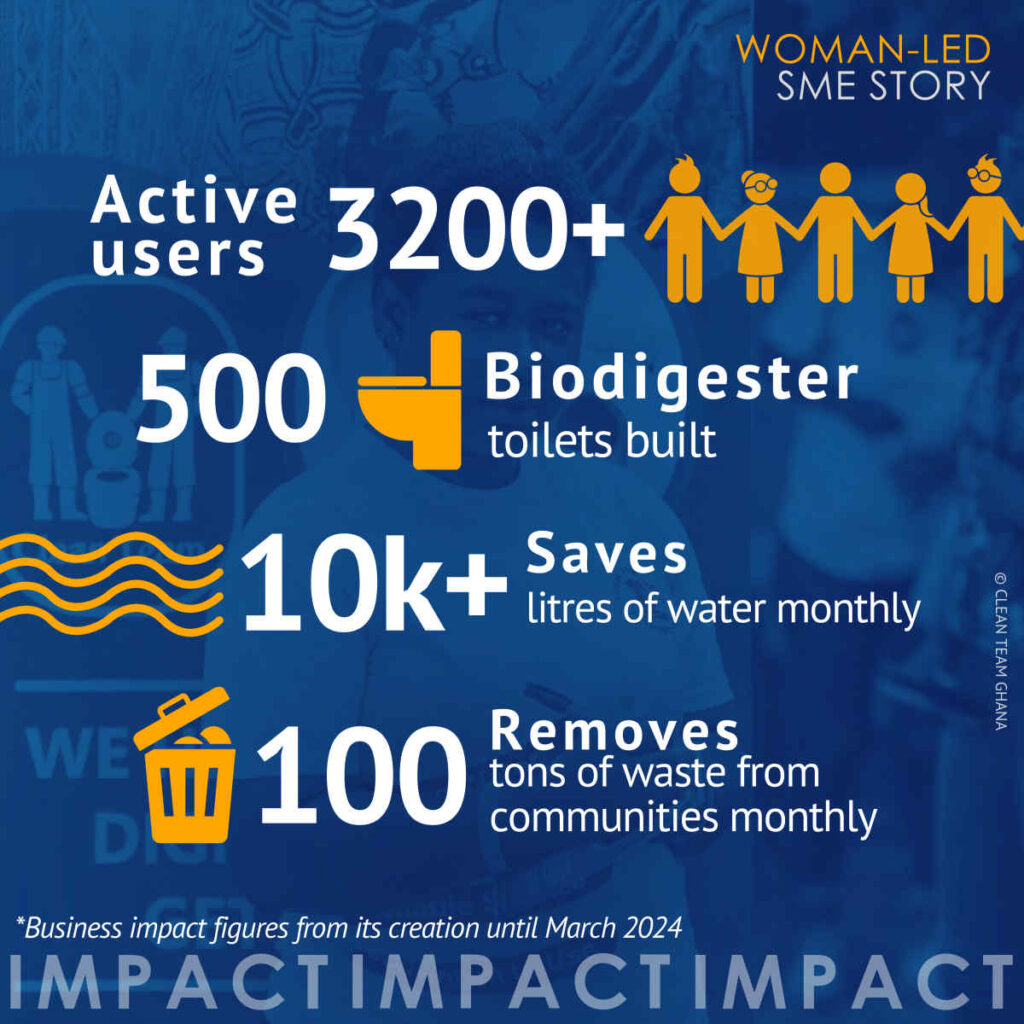 WOMAN-LED
SME STORY
Active
users
3200+
500
Biodigester
toilets built
10k+
Saves
litres of water monthly
100
Removes
tons of waste from
communities monthly
© CLEAN TEAM GHANA
Clean Team
WE
*Business impact figures from its creation until March 2024
IMPACTIMPACTIMPACT